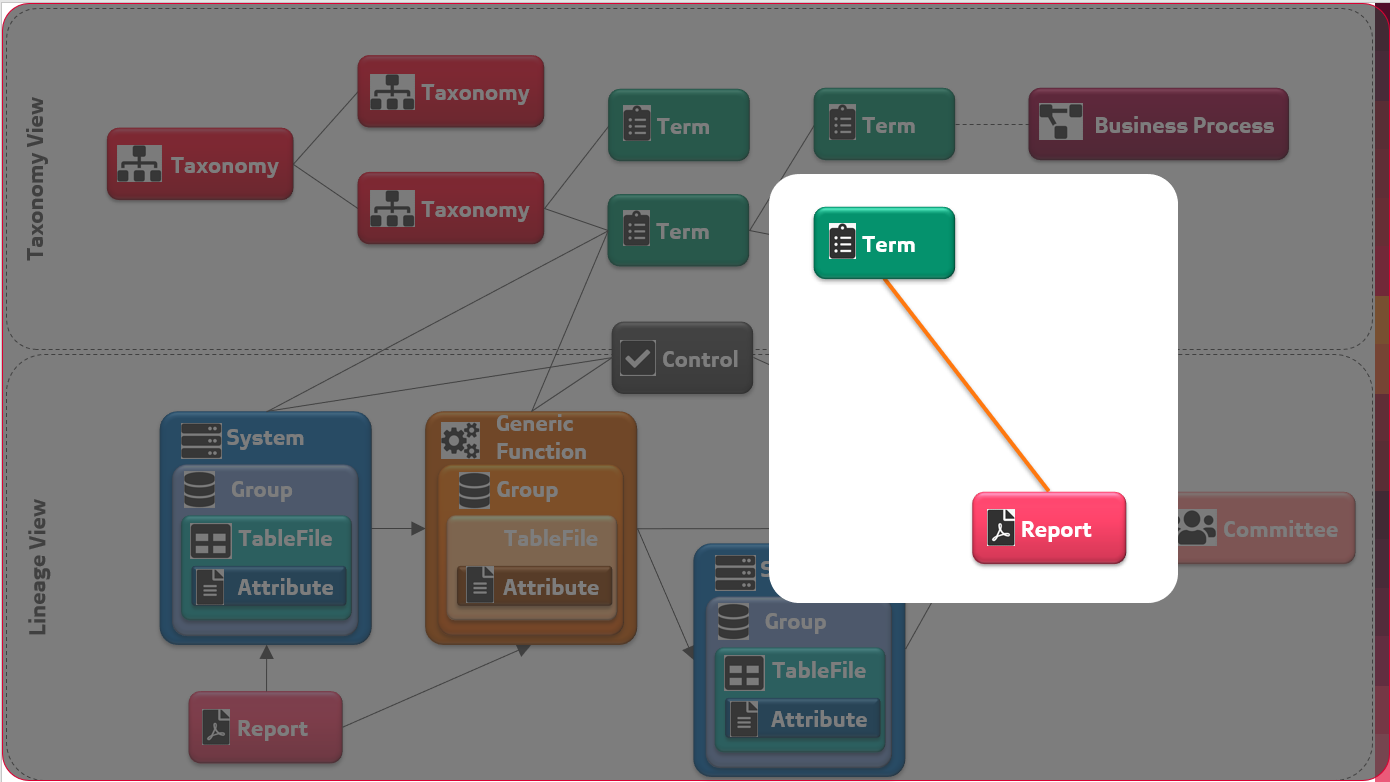 Taxonomy View
Taxonomy
Taxonomy
Taxonomy
Term
Term
Term
Business Process
Term
Control
Lineage View
System
Group
TableFile
Attribute
Generic
Function
Group
TableFile
Attribute
Report
Committee
S
Group
TableFile
Attribute
Report